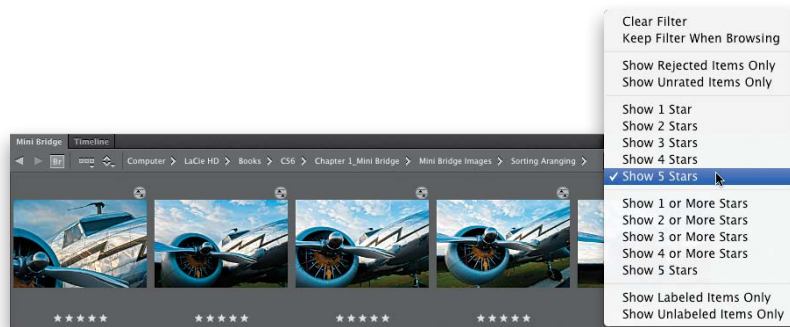 Clear Filter
Keep Filter When Browsing
Show Rejected Items Only
Show Unrated Items Only
Show 1 Star
Show 2 Stars
Show 3 Stars
Show 4 Stars
✓ Show 5 Stars
Show 1 or More Stars
Show 2 or More Stars
Show 3 or More Stars
Show 4 or More Stars
Show 5 Stars
Show Labeled Items Only
Show Unlabeled Items Only
Mini Bridge Timeline
Br Computer > LaCie HD > Books > CS6 > Chapter 1_Mini Bridge > Mini Bridge Images > Sorting Aranging >
★★★★★ ★★★★★ ★★★★★ ★★★★★